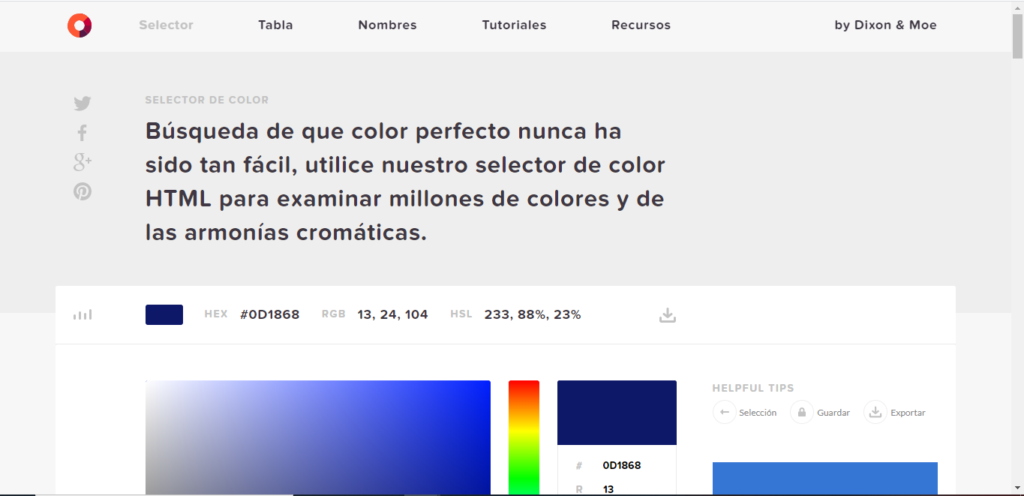 Selector Tabla Nombres Tutoriales Recursos by Dixon & Moe
SELECTOR DE COLOR
Búsqueda de que color perfecto nunca ha
sido tan fácil, utilice nuestro selector de color
HTML para examinar millones de colores y de
las armonías cromáticas.
HEX #0D1868 RGB 13, 24, 104 HSL 233, 88%, 23%
HELPFUL TIPS
Selección Guardar Exportar
# 0D1868
R 13